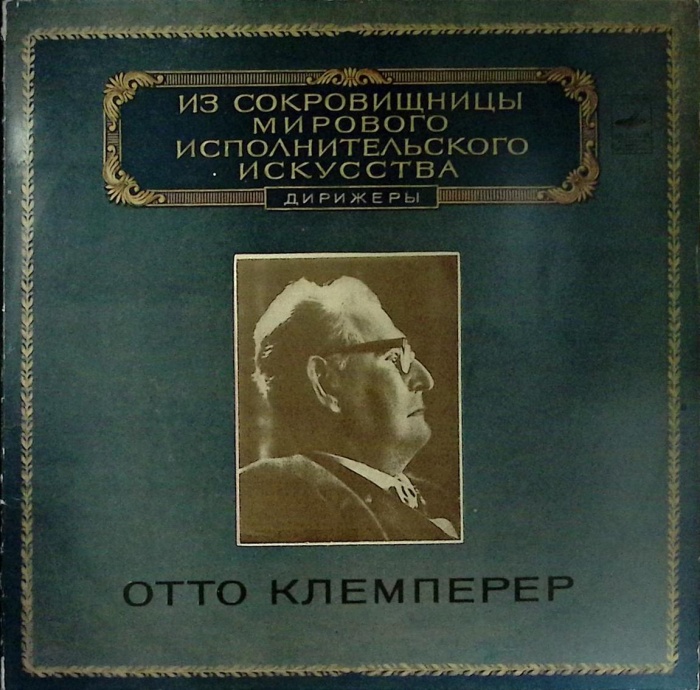 ИЗ СОКРОВИЩНИЦЫ
МИРОВОГО
ИСПОЛНИТЕЛЬСКОГО
ИСКУССТВА
ДИРИЖЕРЫ
ОТТО КЛЕМПЕРЕР